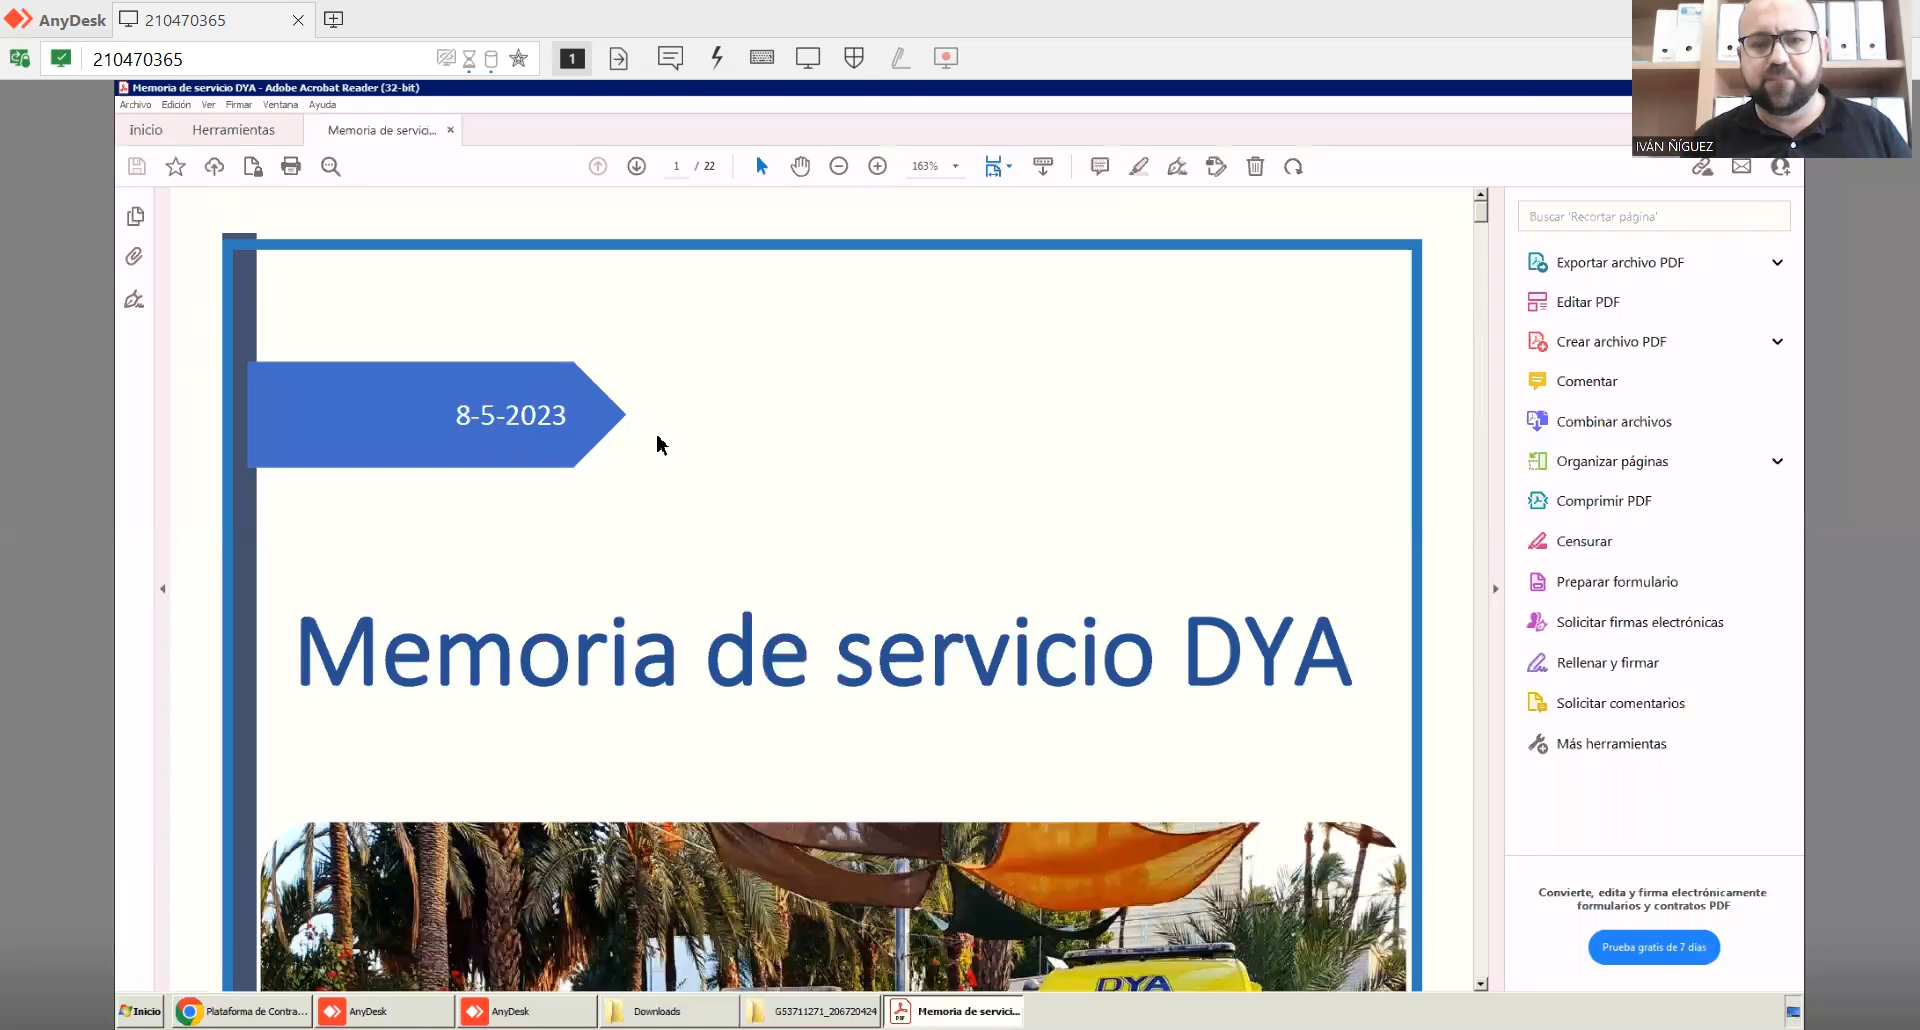 AnyDesk 210470365
210470365
1
Memoria de servicio DYA - Adobe Acrobat Reader (32-bit)
Archivo Edición Ver Firmar Ventana Ayuda
IVÁN ÑÍGUEZ
Inicio Herramientas Memoria de servici...
1 / 22 163%
Buscar 'Recortar página'
Exportar archivo PDF
Editar PDF
Crear archivo PDF
Comentar
Combinar archivos
Organizar páginas
Comprimir PDF
Censurar
Preparar formulario
Solicitar firmas electrónicas
Rellenar y firmar
Solicitar comentarios
Más herramientas
Convierte, edita y firma electrónicamente
formularios y contratos PDF
Prueba gratis de 7 días
8-5-2023
Memoria de servicio DYA
DYA
Inicio Plataforma de Contra... AnyDesk AnyDesk Downloads G53711271_206720424 Memoria de servici...